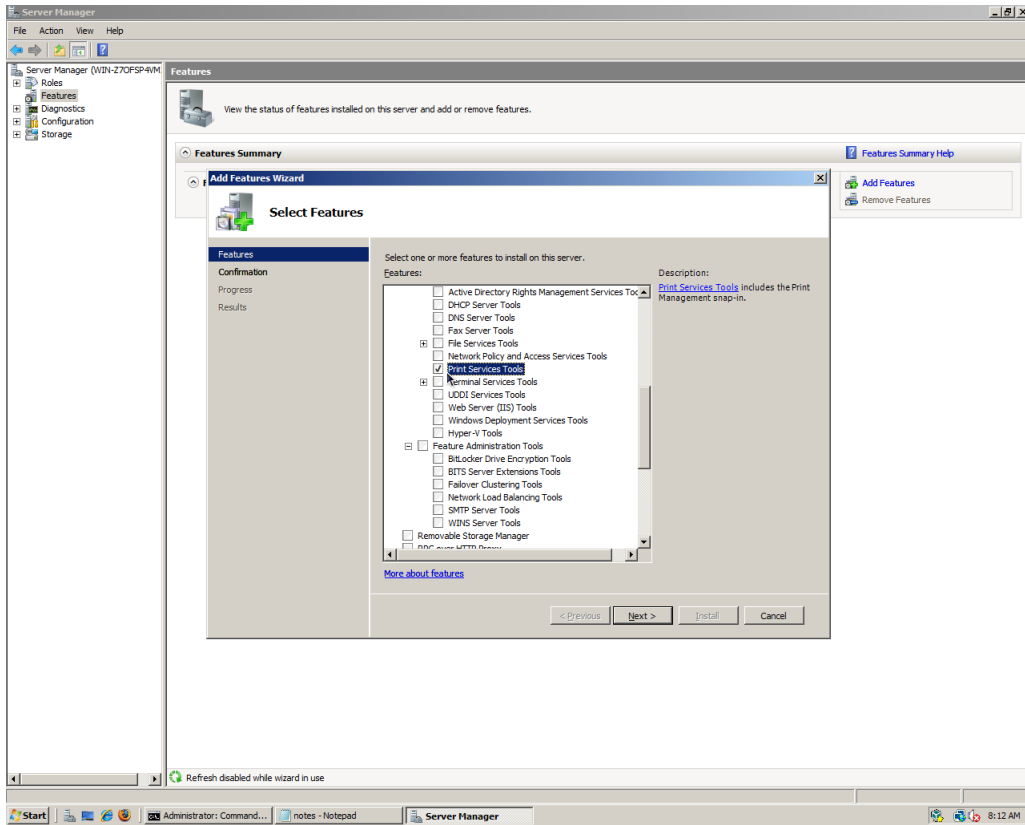 Server Manager
File Action View Help
Server Manager (WIN-Z7OFSP4VM
Roles
Features
Diagnostics
Configuration
Storage
Features
View the status of features installed on this server and add or remove features.
Features Summary
Features Summary Help
Add Features
Remove Features
Add Features Wizard
Select Features
Features
Confirmation
Progress
Results
Select one or more features to install on this server.
Features:
Active Directory Rights Management Services Toc
DHCP Server Tools
DNS Server Tools
Fax Server Tools
File Services Tools
Network Policy and Access Services Tools
Print Services Tools
Terminal Services Tools
UDDI Services Tools
Web Server (IIS) Tools
Windows Deployment Services Tools
Hyper-V Tools
Feature Administration Tools
BitLocker Drive Encryption Tools
BITS Server Extensions Tools
Failover Clustering Tools
Network Load Balancing Tools
SMTP Server Tools
WINS Server Tools
Removable Storage Manager
RPC over HTTP Proxy
More about features
Description:
Print Services Tools includes the Print
Management snap-in.
< Previous Next > Install Cancel
Refresh disabled while wizard in use
Start Administrator: Command... notes - Notepad Server Manager 8:12 AM